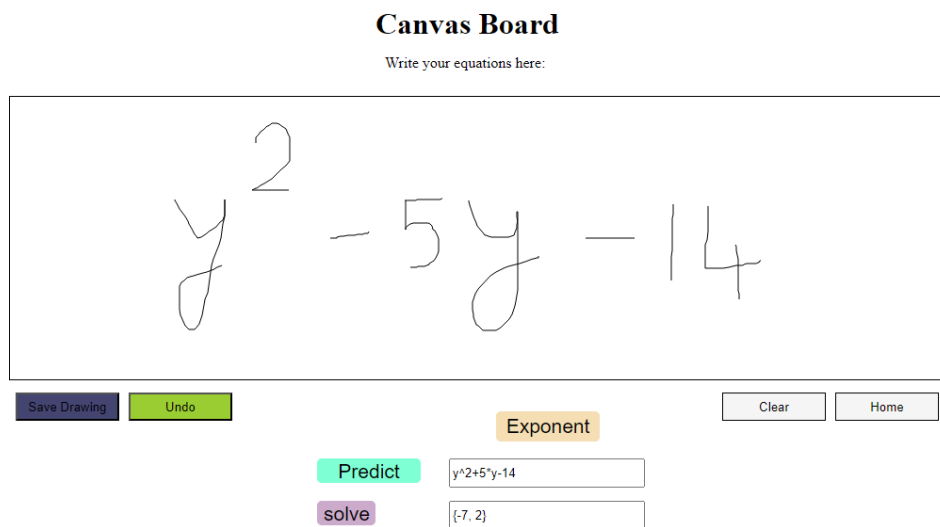 Canvas Board
Write your equations here:
y² - 5y - 14
Save Drawing Undo Clear Home
Exponent
Predict y^2+5*y-14
solve {-7, 2}